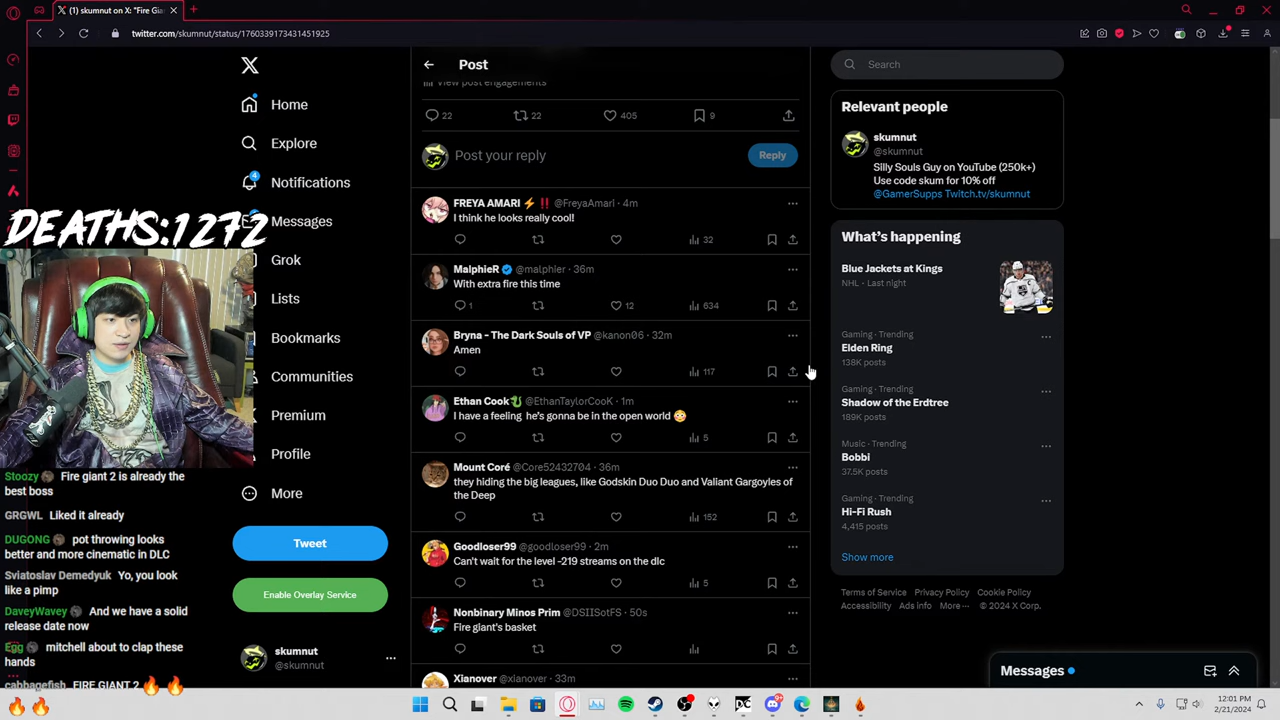 (1) skumnut on X: "Fire Gia
twitter.com/skumnut/status/1760339173431451925
Post
View post engagements
22 22 405 9
Post your reply
Reply
FREYA AMARI ⚡ ‼️ @FreyaAmari · 4m
I think he looks really cool!
32
MalphieR @malphier · 36m
With extra fire this time
1 12 634
Bryna - The Dark Souls of VP @kanon06 · 32m
Amen
117
Ethan Cook @EthanTaylorCooK · 1m
I have a feeling he's gonna be in the open world 😳
5
Mount Coré @Core52432704 · 36m
they hiding the big leagues, like Godskin Duo Duo and Valiant Gargoyles of
the Deep
152
Goodloser99 @goodloser99 · 2m
Can't wait for the level -219 streams on the dlc
5
Nonbinary Minos Prim @DSIISotFS · 50s
Fire giant's basket
Xianover @xianover · 33m
Home
Explore
4
Notifications
Messages
Grok
Lists
Bookmarks
Communities
Premium
Profile
More
Tweet
Enable Overlay Service
skumnut
@skumnut
DEATHS:1272
Stoozy Fire giant 2 is already the
best boss
GRGWL Liked it already
DUGONG pot throwing looks
better and more cinematic in DLC
Sviatoslav Demedyuk Yo, you look
like a pimp
DaveyWavey And we have a solid
release date now
Egg mitchell about to clap these
hands
cabbagefish FIRE GIANT 2 🔥 🔥
🔥 🔥
Search
Relevant people
skumnut
@skumnut
Silly Souls Guy on YouTube (250k+)
Use code skum for 10% off
@GamerSupps Twitch.tv/skumnut
What's happening
Blue Jackets at Kings
NHL · Last night
Gaming · Trending
Elden Ring
138K posts
Gaming · Trending
Shadow of the Erdtree
189K posts
Music · Trending
Bobbi
37.5K posts
Gaming · Trending
Hi-Fi Rush
4,415 posts
Show more
Terms of Service Privacy Policy Cookie Policy
Accessibility Ads info More ··· © 2024 X Corp.
Messages
12:01 PM
2/21/2024